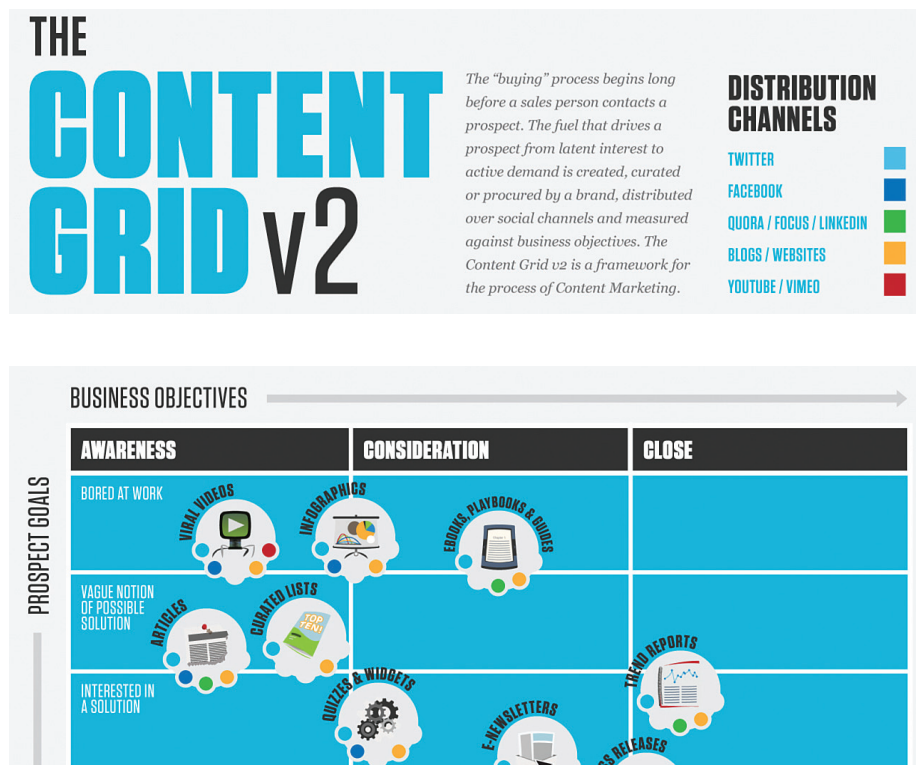 THE
CONTENT
GRID v2
The “buying” process begins long
before a sales person contacts a
prospect. The fuel that drives a
prospect from latent interest to
active demand is created, curated
or procured by a brand, distributed
over social channels and measured
against business objectives. The
Content Grid v2 is a framework for
the process of Content Marketing.
DISTRIBUTION
CHANNELS
TWITTER
FACEBOOK
QUORA / FOCUS / LINKEDIN
BLOGS / WEBSITES
YOUTUBE / VIMEO
BUSINESS OBJECTIVES
PROSPECT GOALS
AWARENESS
CONSIDERATION
CLOSE
BORED AT WORK
VIRAL VIDEOS
INFOGRAPHICS
EBOOKS, PLAYBOOKS & GUIDES
VAGUE NOTION
OF POSSIBLE
SOLUTION
ARTICLES
CURATED LISTS
TOP
TEN!
TREND REPORTS
INTERESTED IN
A SOLUTION
QUIZZES & WIDGETS
E-NEWSLETTERS
RELEASES